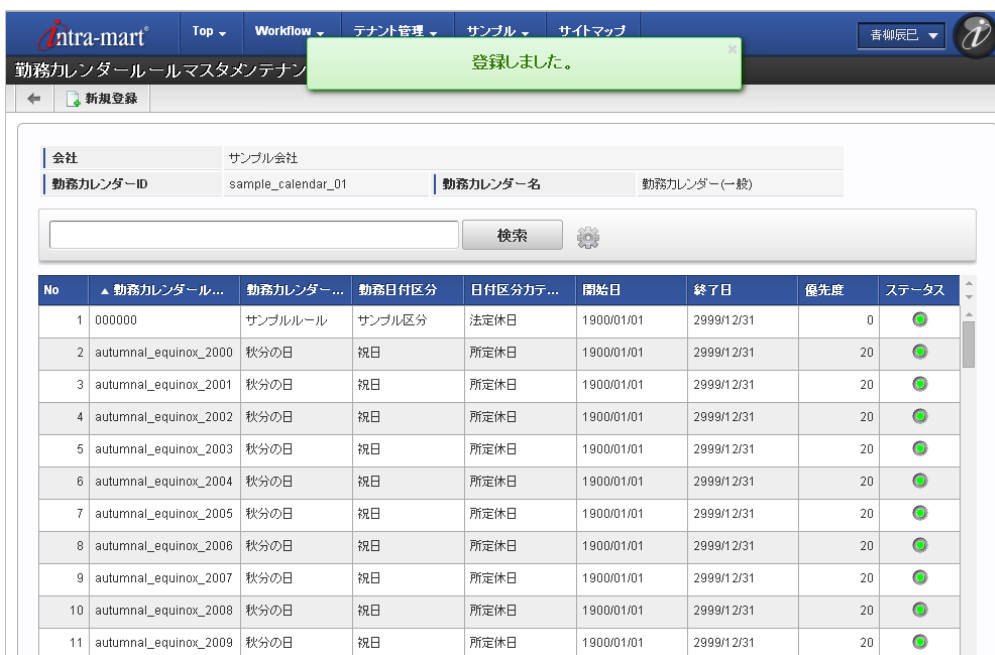 intra-mart® Top Workflow テナント管理 サンプル サイトマップ 青柳辰巳
登録しました。 ×
勤務カレンダールールマスタメンテナン
新規登録
会社 サンプル会社
勤務カレンダーID sample_calendar_01 勤務カレンダー名 勤務カレンダー(一般)
検索
No ▲ 勤務カレンダール... 勤務カレンダー... 勤務日付区分 日付区分カテ... 開始日 終了日 優先度 ステータス
1 000000 サンプルルール サンプル区分 法定休日 1900/01/01 2999/12/31 0
2 autumnal_equinox_2000 秋分の日 祝日 所定休日 1900/01/01 2999/12/31 20
3 autumnal_equinox_2001 秋分の日 祝日 所定休日 1900/01/01 2999/12/31 20
4 autumnal_equinox_2002 秋分の日 祝日 所定休日 1900/01/01 2999/12/31 20
5 autumnal_equinox_2003 秋分の日 祝日 所定休日 1900/01/01 2999/12/31 20
6 autumnal_equinox_2004 秋分の日 祝日 所定休日 1900/01/01 2999/12/31 20
7 autumnal_equinox_2005 秋分の日 祝日 所定休日 1900/01/01 2999/12/31 20
8 autumnal_equinox_2006 秋分の日 祝日 所定休日 1900/01/01 2999/12/31 20
9 autumnal_equinox_2007 秋分の日 祝日 所定休日 1900/01/01 2999/12/31 20
10 autumnal_equinox_2008 秋分の日 祝日 所定休日 1900/01/01 2999/12/31 20
11 autumnal_equinox_2009 秋分の日 祝日 所定休日 1900/01/01 2999/12/31 20